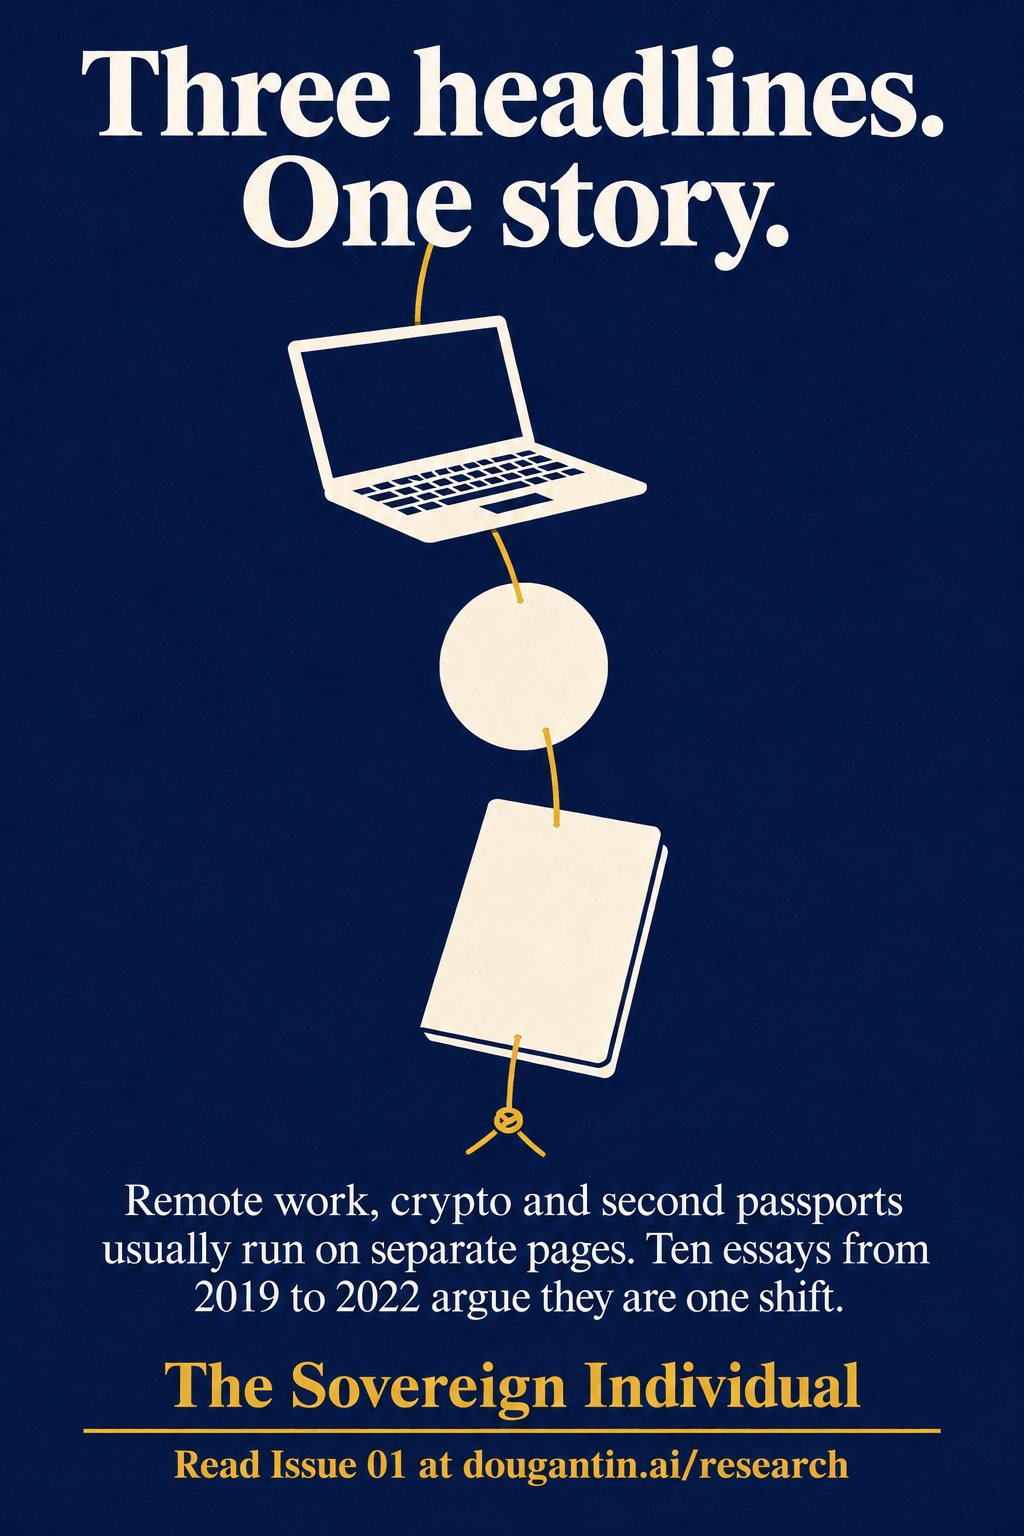 Three headlines.
One story.
Remote work, crypto and second passports
usually run on separate pages. Ten essays from
2019 to 2022 argue they are one shift.
The Sovereign Individual
Read Issue 01 at dougantin.ai/research